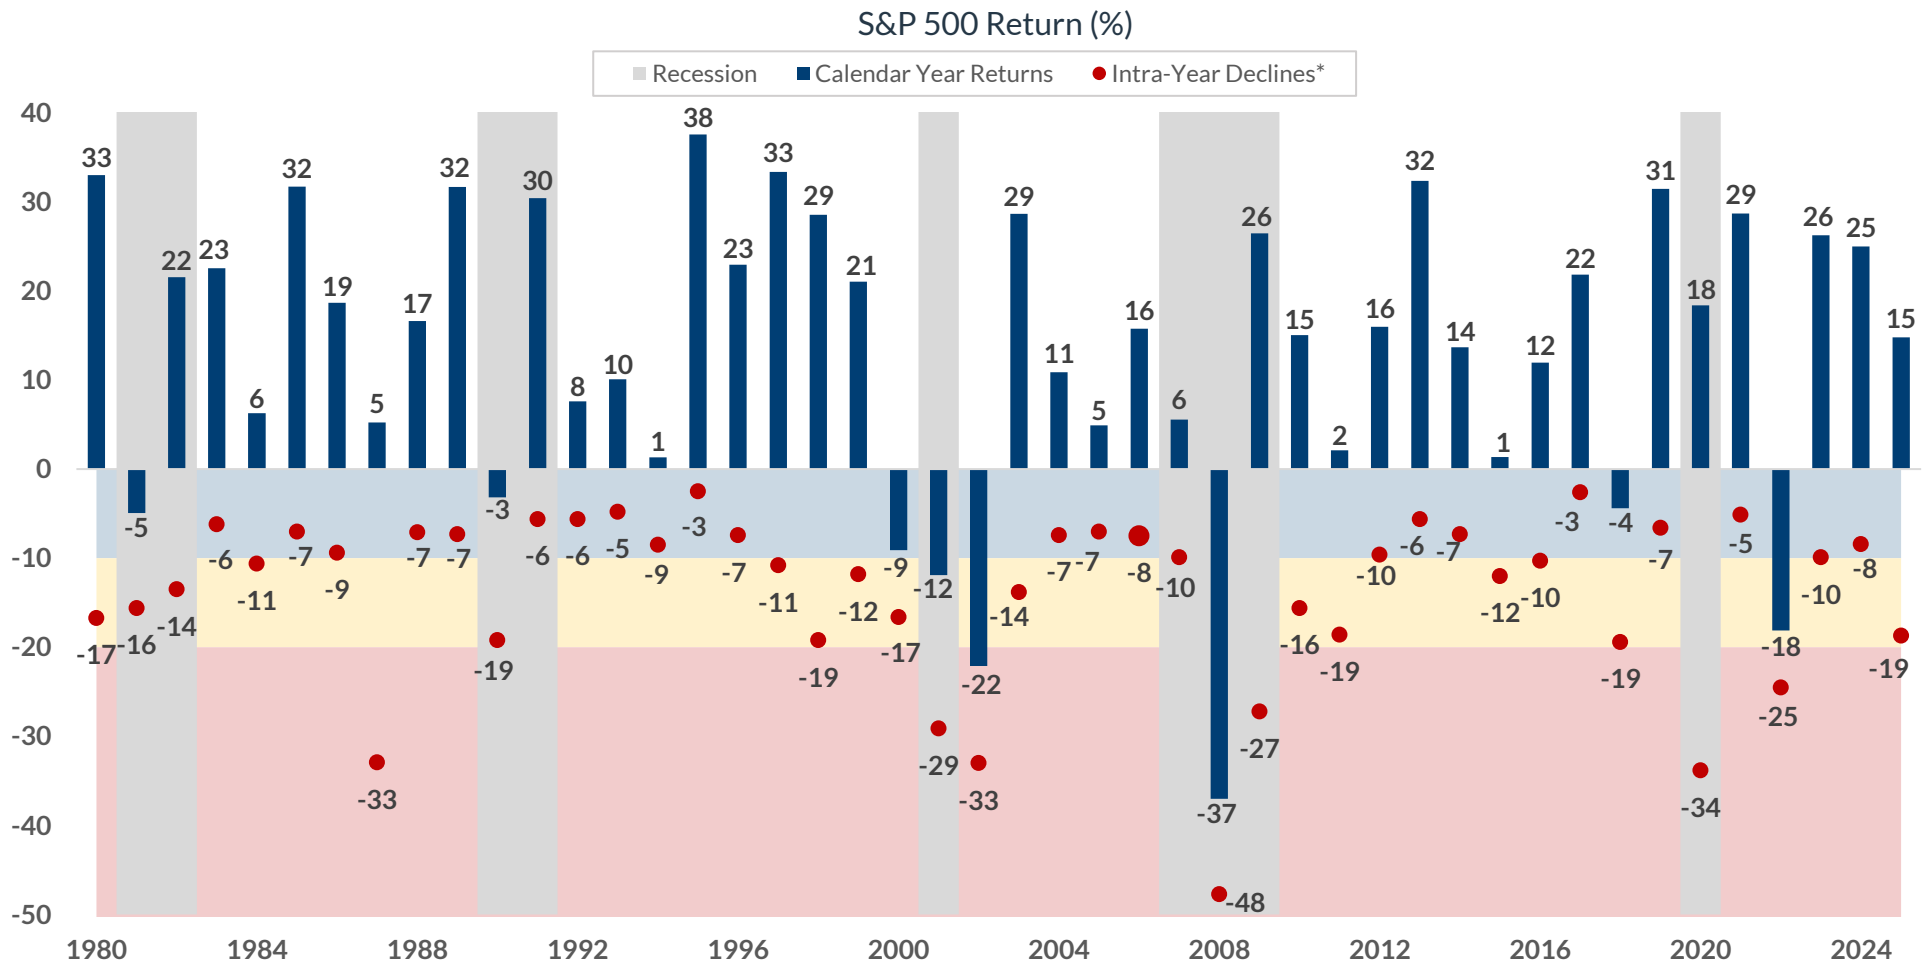 S&P 500 Return (%)
Recession Calendar Year Returns Intra-Year Declines*
40
30
20
10
0
-10
-20
-30
-40
-50
33 -5 22 23 6 32 19 5 17 32 -3 30 8 10 1 38 23 33 29 21 -9 -12 -22 29 11 5 16 6 -37 26 15 2 16 32 14 1 12 22 -4 31 18 29 -18 26 25 15
-17 -16 -14 -6 -11 -7 -9 -33 -7 -7 -19 -6 -6 -5 -9 -3 -7 -11 -19 -12 -17 -29 -33 -14 -7 -7 -8 -10 -48 -27 -16 -19 -10 -6 -7 -12 -10 -3 -19 -7 -34 -5 -25 -10 -8 -19
1980 1984 1988 1992 1996 2000 2004 2008 2012 2016 2020 2024